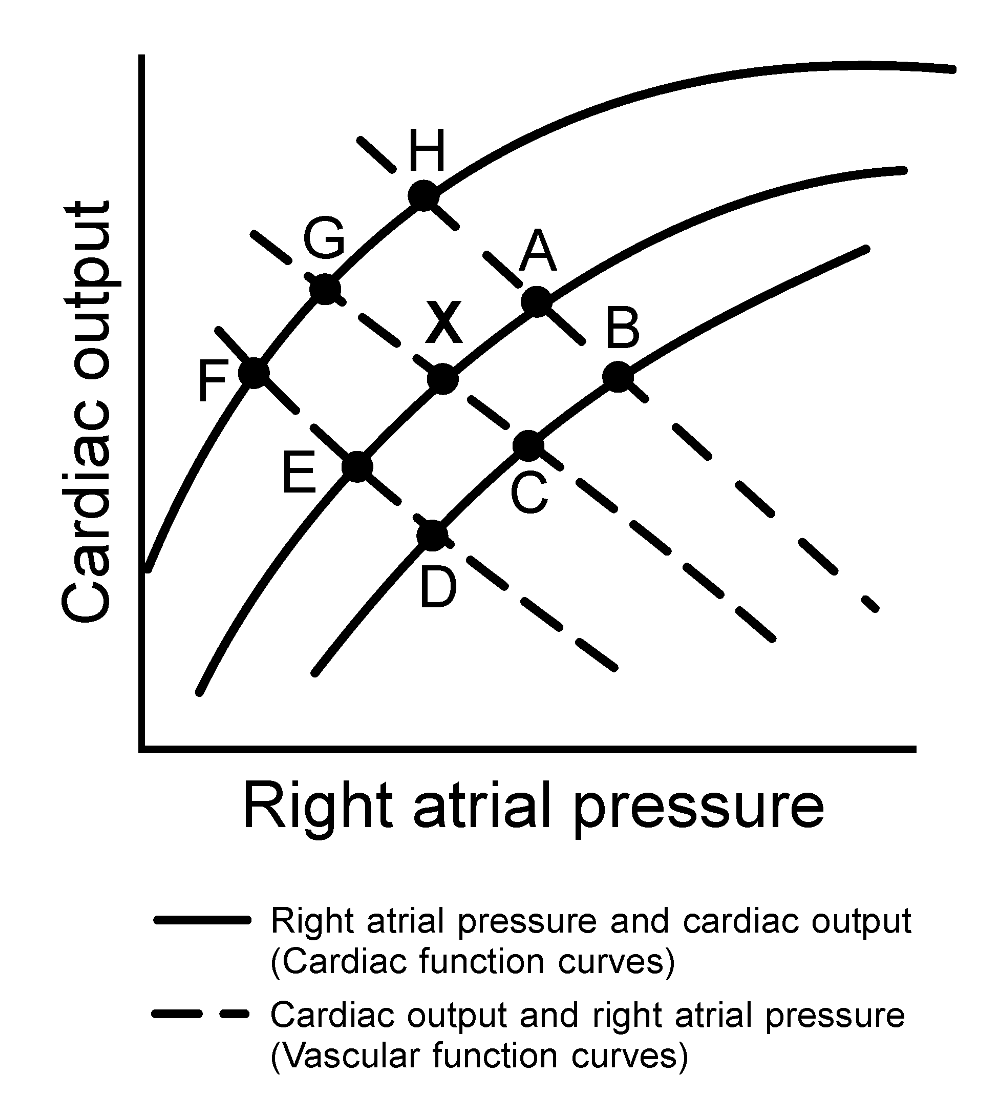 H
G
A
X
B
F
E
C
D
Cardiac output
Right atrial pressure
Right atrial pressure and cardiac output
(Cardiac function curves)
Cardiac output and right atrial pressure
(Vascular function curves)